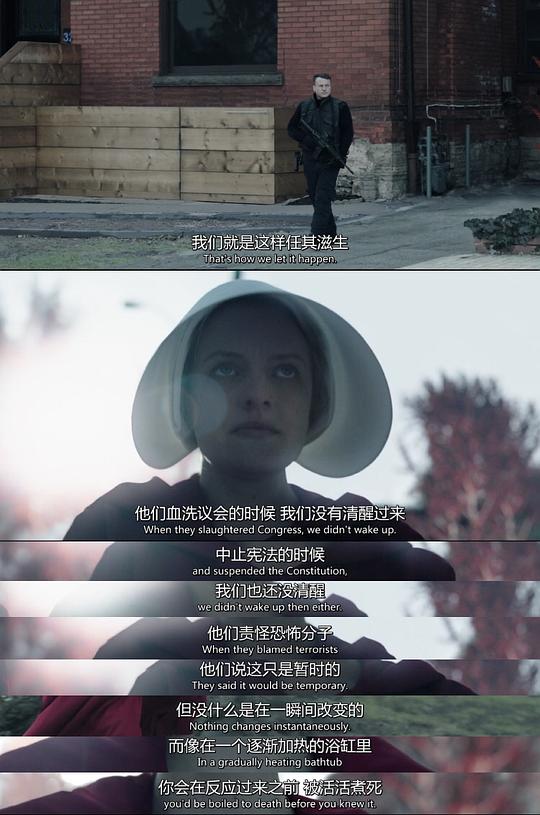 我们就是这样任其滋生
That's how we let it happen.
他们血洗议会的时候 我们没有清醒过来
When they slaughtered Congress, we didn't wake up.
中止宪法的时候
and suspended the Constitution,
我们也还没清醒
we didn't wake up then either.
他们责怪恐怖分子
When they blamed terrorists
他们说这只是暂时的
They said it would be temporary.
但没什么是在一瞬间改变的
Nothing changes instantaneously.
而像在一个逐渐加热的浴缸里
In a gradually heating bathtub
你会在反应过来之前 被活活煮死
you'd be boiled to death before you knew it.